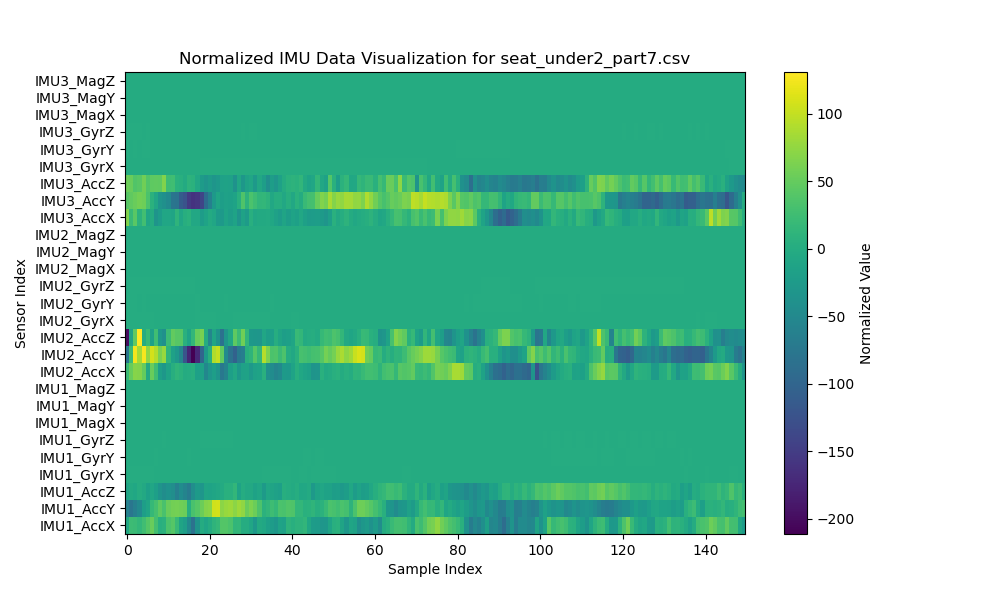 Normalized IMU Data Visualization for seat_under2_part7.csv
IMU3_MagZ
IMU3_MagY
IMU3_MagX
IMU3_GyrZ
IMU3_GyrY
IMU3_GyrX
IMU3_AccZ
IMU3_AccY
IMU3_AccX
IMU2_MagZ
IMU2_MagY
IMU2_MagX
IMU2_GyrZ
IMU2_GyrY
IMU2_GyrX
IMU2_AccZ
IMU2_AccY
IMU2_AccX
IMU1_MagZ
IMU1_MagY
IMU1_MagX
IMU1_GyrZ
IMU1_GyrY
IMU1_GyrX
IMU1_AccZ
IMU1_AccY
IMU1_AccX
Sensor Index
0 20 40 60 80 100 120 140
Sample Index
100
50
0
−50
−100
−150
−200
Normalized Value